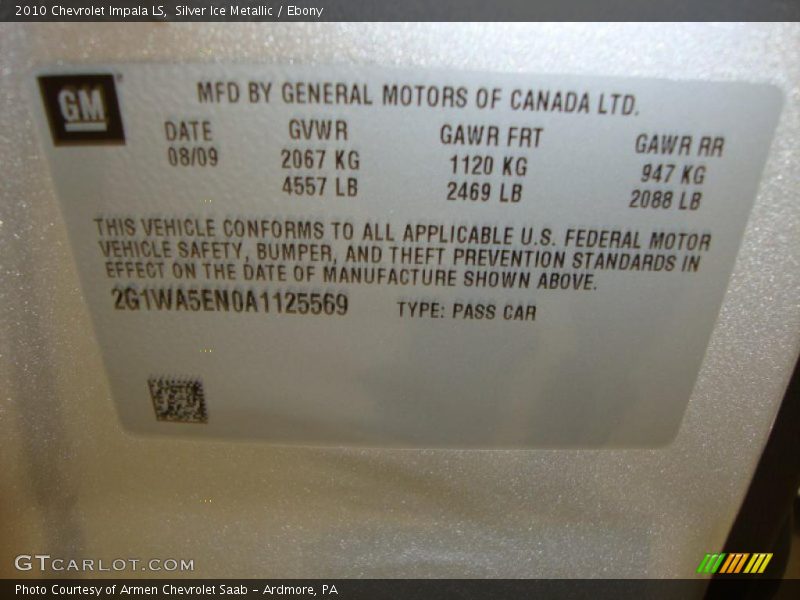 2010 Chevrolet Impala LS, Silver Ice Metallic / Ebony
GM
MFD BY GENERAL MOTORS OF CANADA LTD.
DATE GVWR GAWR FRT GAWR RR
08/09 2067 KG 1120 KG 947 KG
4557 LB 2469 LB 2088 LB
THIS VEHICLE CONFORMS TO ALL APPLICABLE U.S. FEDERAL MOTOR
VEHICLE SAFETY, BUMPER, AND THEFT PREVENTION STANDARDS IN
EFFECT ON THE DATE OF MANUFACTURE SHOWN ABOVE.
2G1WA5EN0A1125569 TYPE: PASS CAR
GTCARLOT.COM
Photo Courtesy of Armen Chevrolet Saab - Ardmore, PA